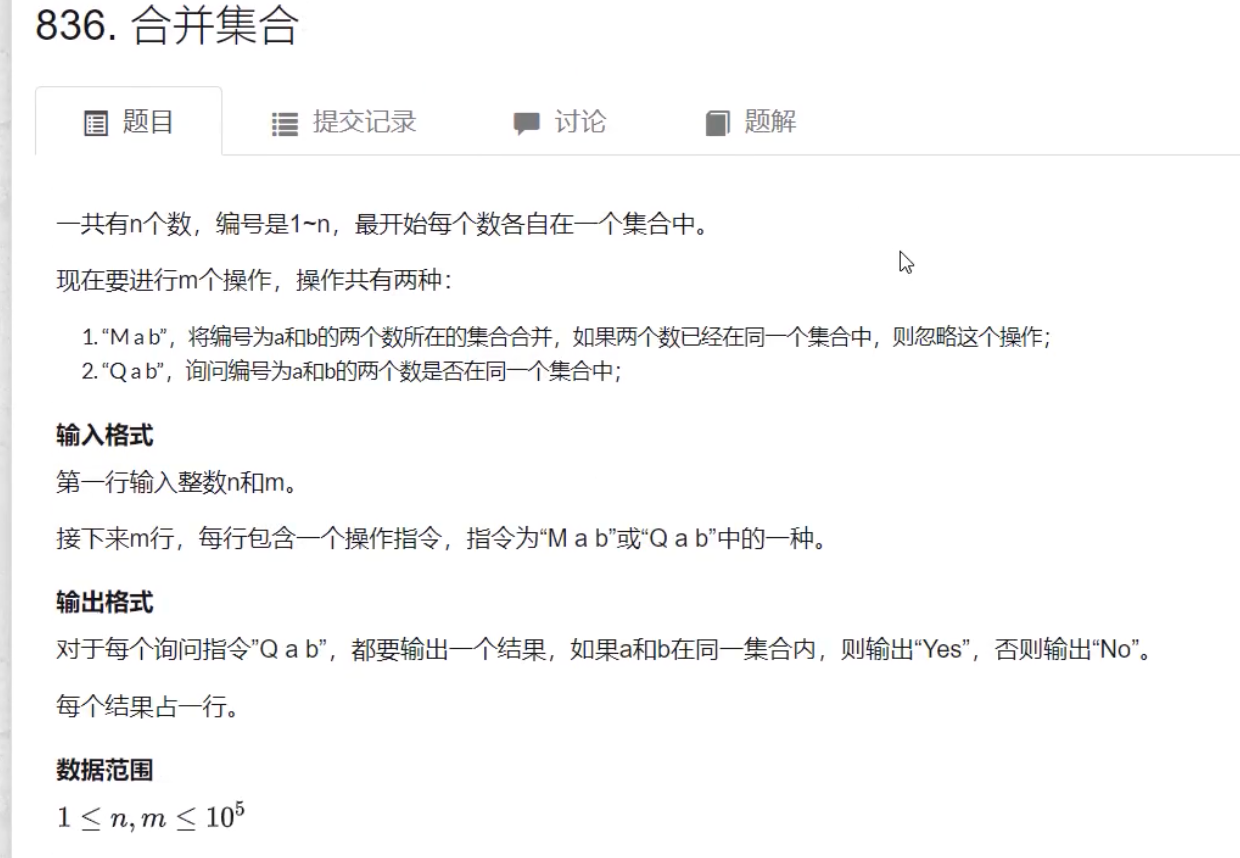 836. 合并集合
题目 提交记录 讨论 题解
一共有n个数，编号是1~n，最开始每个数各自在一个集合中。
现在要进行m个操作，操作共有两种：
1. “M a b”，将编号为a和b的两个数所在的集合合并，如果两个数已经在同一个集合中，则忽略这个操作；
2. “Q a b”，询问编号为a和b的两个数是否在同一个集合中；
输入格式
第一行输入整数n和m。
接下来m行，每行包含一个操作指令，指令为“M a b”或“Q a b”中的一种。
输出格式
对于每个询问指令”Q a b”，都要输出一个结果，如果a和b在同一集合内，则输出“Yes”，否则输出“No”。
每个结果占一行。
数据范围
1 ≤ n, m ≤ 10⁵